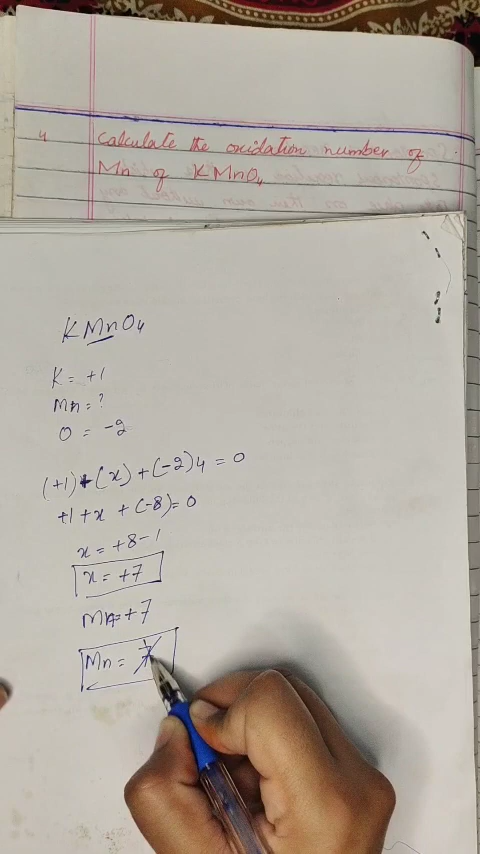 4 Calculate the oxidation number of
Mn of KMnO₄
KMnO₄
K = +1
Mn = ?
O = -2
(+1) + (x) + (-2)4 = 0
+1 + x + (-8) = 0
x = +8-1
x = +7
Mn = +7
Mn = 7